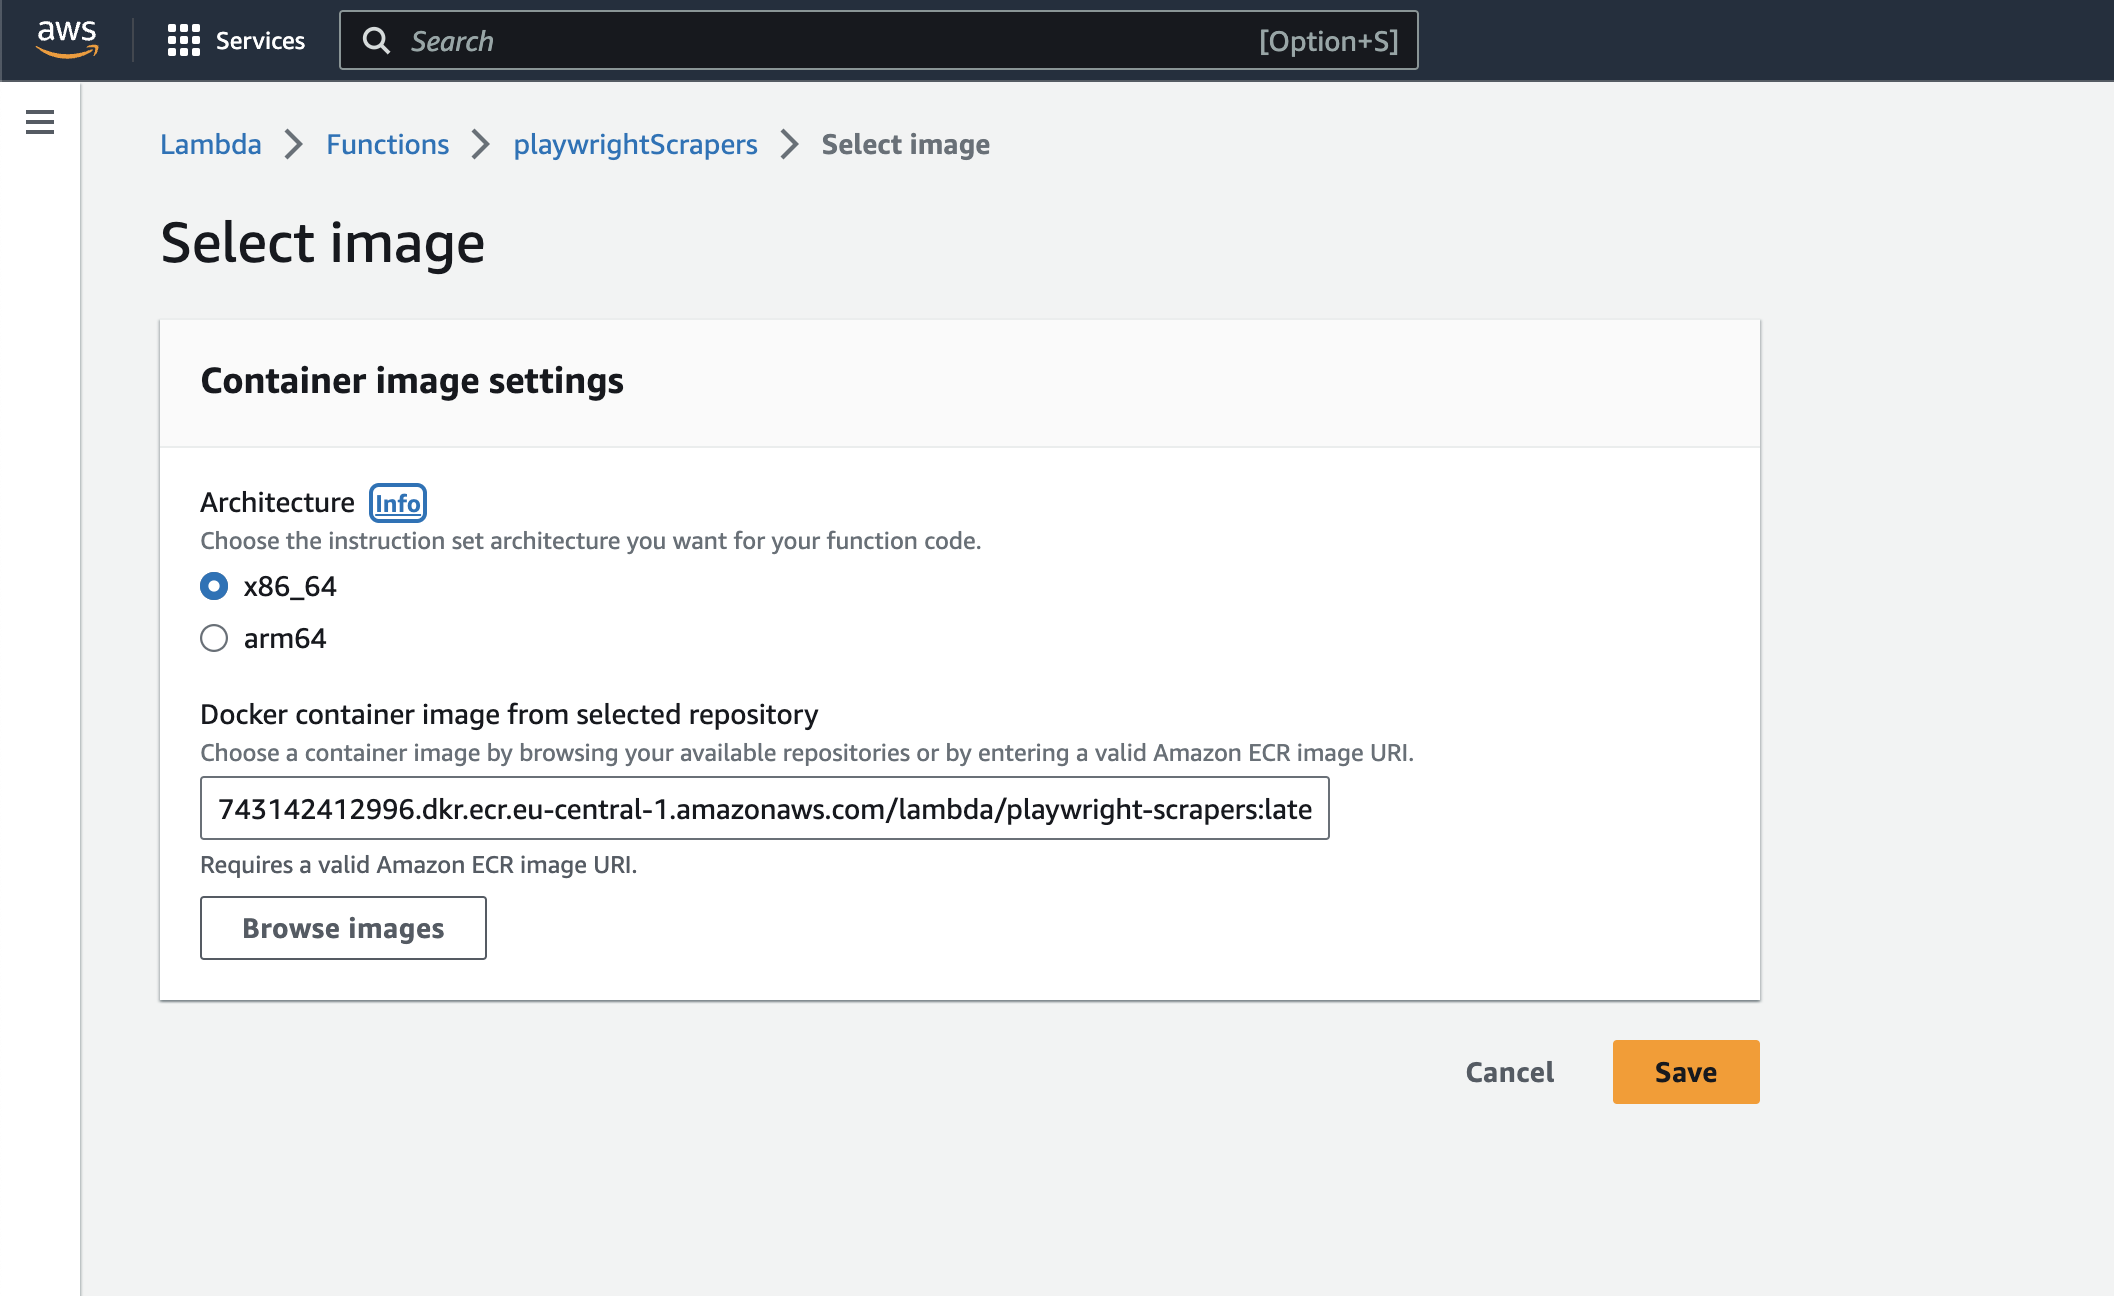 aws
Services
Search [Option+S]
Lambda Functions playwrightScrapers Select image
Select image
Container image settings
Architecture Info
Choose the instruction set architecture you want for your function code.
x86_64
arm64
Docker container image from selected repository
Choose a container image by browsing your available repositories or by entering a valid Amazon ECR image URI.
743142412996.dkr.ecr.eu-central-1.amazonaws.com/lambda/playwright-scrapers:late
Requires a valid Amazon ECR image URI.
Browse images
Cancel Save